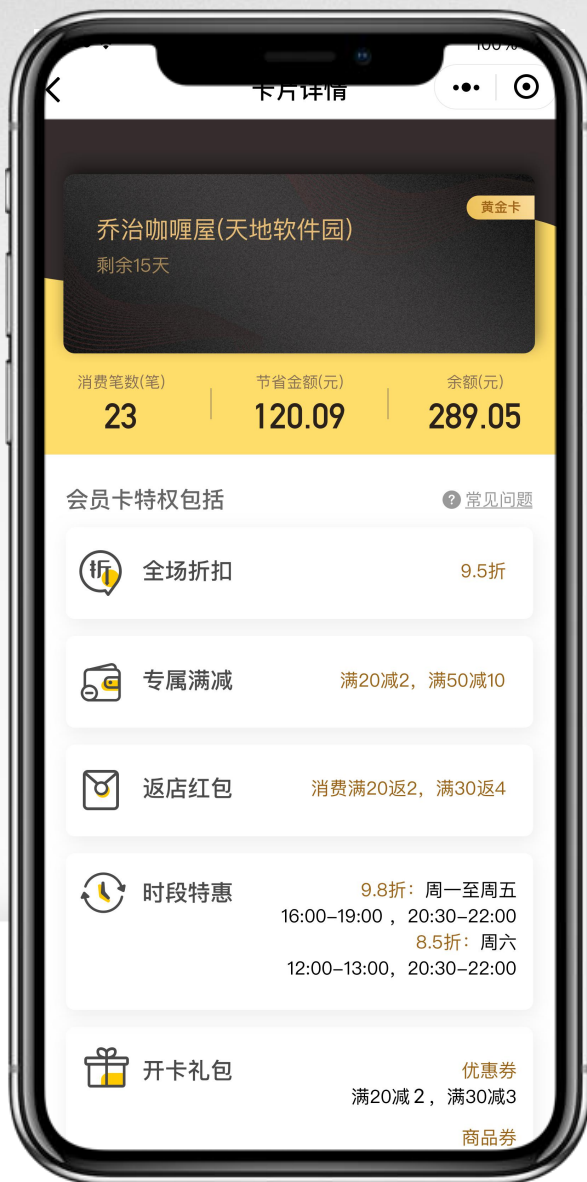 100%
卡片详情
黄金卡
乔治咖喱屋(天地软件园)
剩余15天
消费笔数(笔) 节省金额(元) 余额(元)
23 120.09 289.05
会员卡特权包括 ? 常见问题
折 全场折扣 9.5折
专属满减 满20减2，满50减10
返店红包 消费满20返2，满30返4
时段特惠 9.8折：周一至周五
16:00–19:00 ，20:30–22:00
8.5折：周六
12:00–13:00，20:30–22:00
开卡礼包 优惠券
满20减2，满30减3
商品券